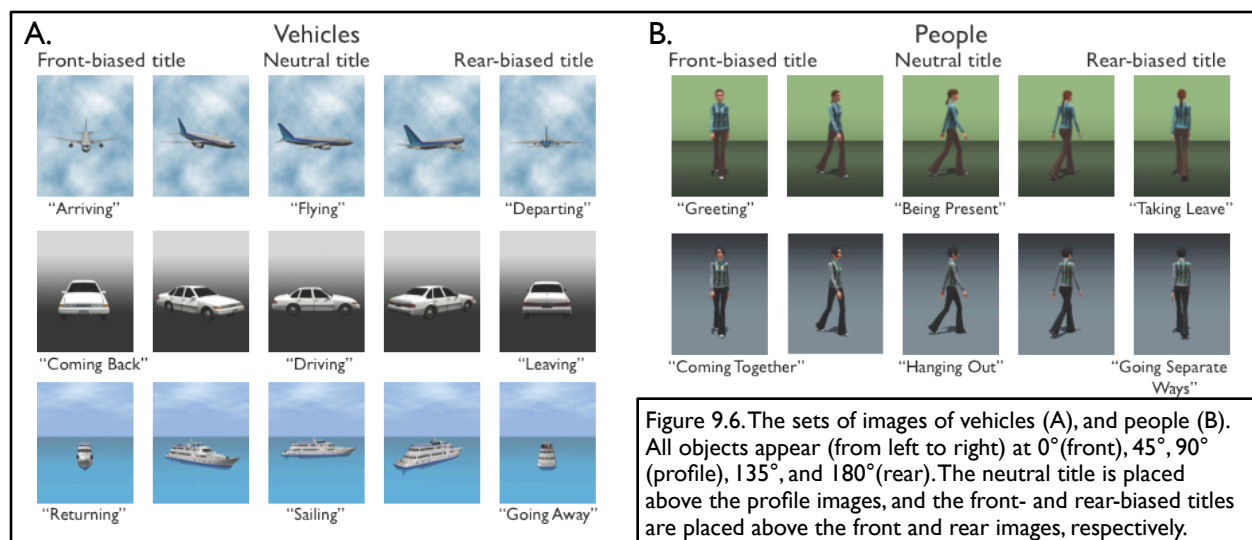 A.
Vehicles
Front-biased title Neutral title Rear-biased title
“Arriving” “Flying” “Departing”
“Coming Back” “Driving” “Leaving”
“Returning” “Sailing” “Going Away”
B.
People
Front-biased title Neutral title Rear-biased title
“Greeting” “Being Present” “Taking Leave”
“Coming Together” “Hanging Out” “Going Separate
Ways”
Figure 9.6. The sets of images of vehicles (A), and people (B).
All objects appear (from left to right) at 0°(front), 45°, 90°
(profile), 135°, and 180°(rear). The neutral title is placed
above the profile images, and the front- and rear-biased titles
are placed above the front and rear images, respectively.